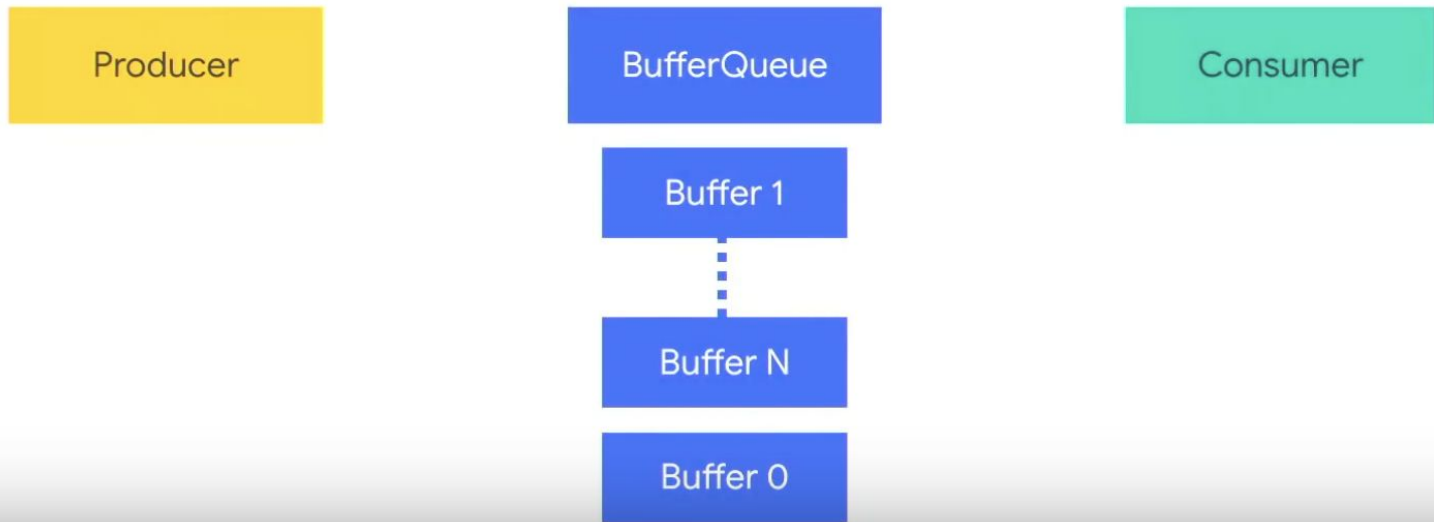 Producer
BufferQueue
Consumer
Buffer 1
Buffer N
Buffer 0